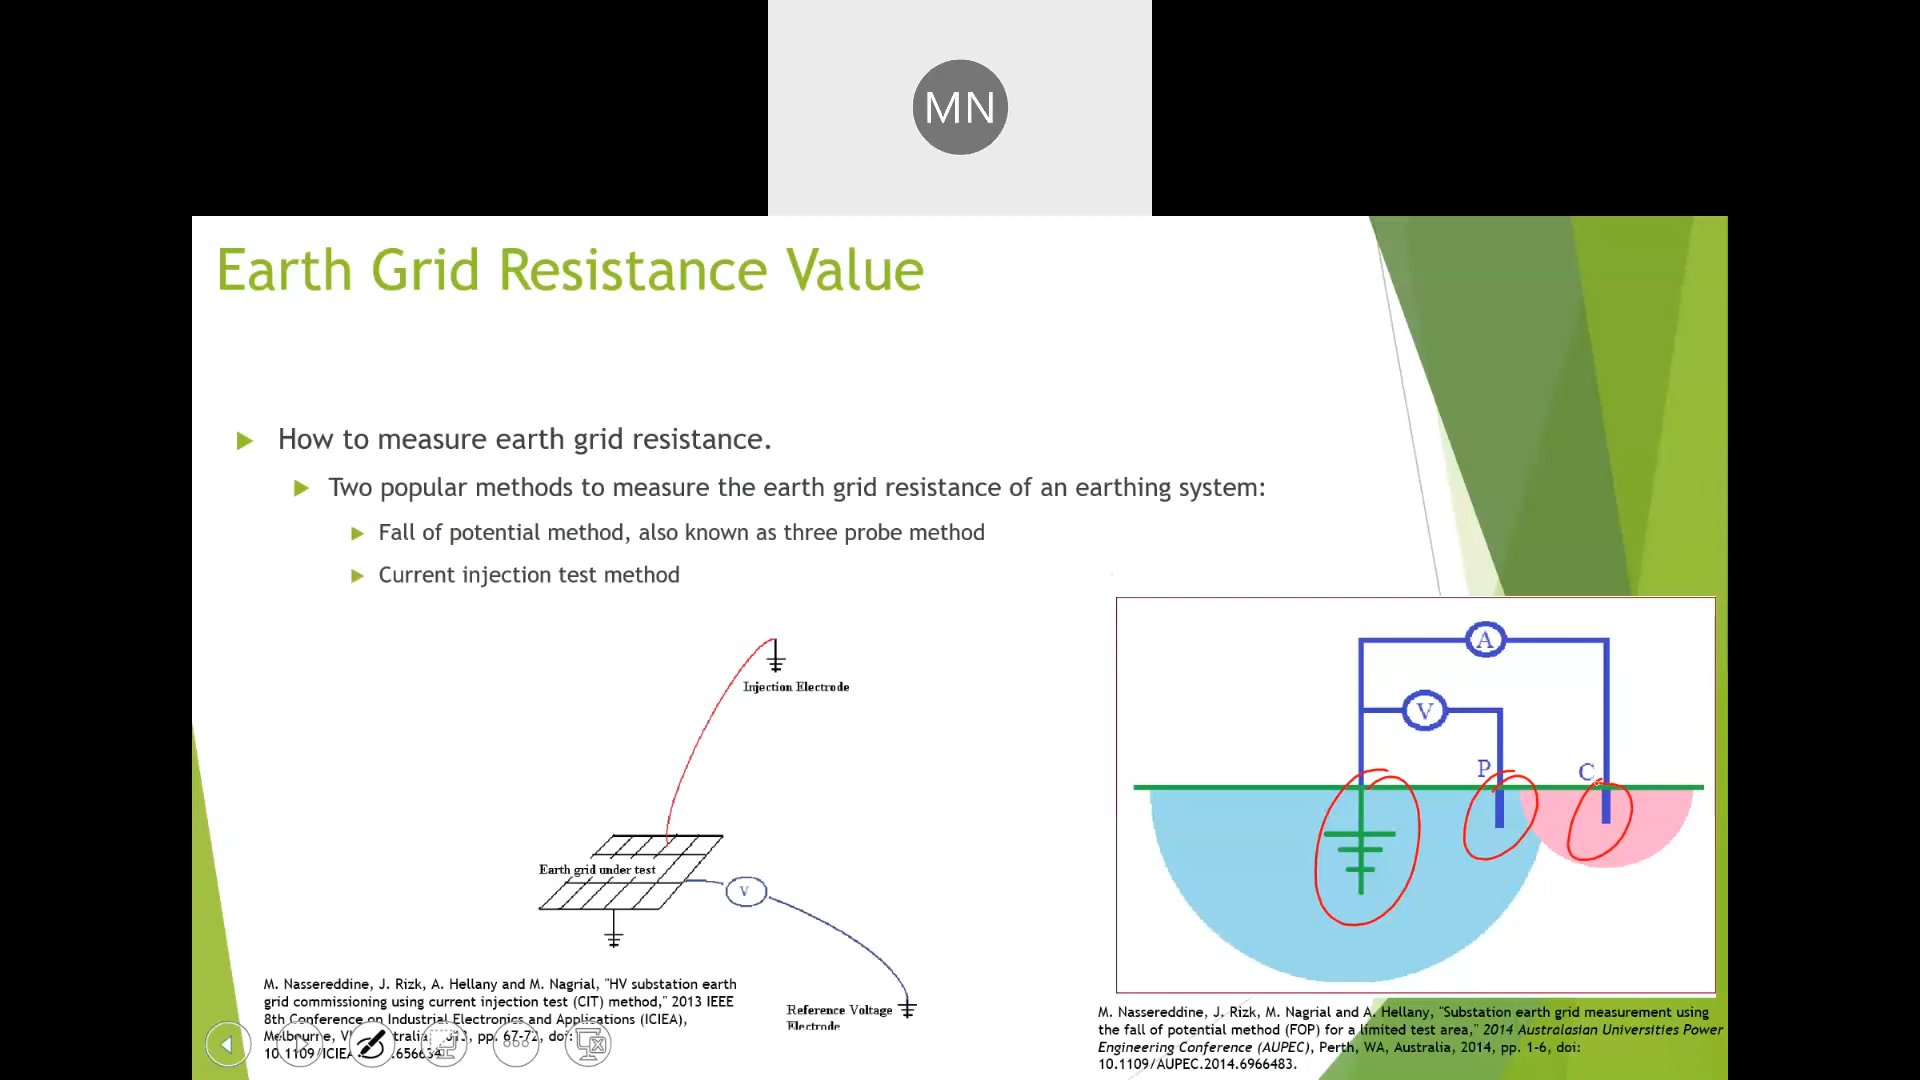 MN
Earth Grid Resistance Value
How to measure earth grid resistance.
Two popular methods to measure the earth grid resistance of an earthing system:
Fall of potential method, also known as three probe method
Current injection test method
Injection Electrode
Earth grid under test
V
Reference Voltage
Electrode
A
V
P
C
M. Nassereddine, J. Rizk, A. Hellany and M. Nagrial, "HV substation earth
grid commissioning using current injection test (CIT) method," 2013 IEEE
8th Conference on Industrial Electronics and Applications (ICIEA),
Melbourne, pp. 67-72, doi:
10.1109/ICIEA
M. Nassereddine, J. Rizk, M. Nagrial and A. Hellany, "Substation earth grid measurement using
the fall of potential method (FOP) for a limited test area," 2014 Australasian Universities Power
Engineering Conference (AUPEC), Perth, WA, Australia, 2014, pp. 1-6, doi:
10.1109/AUPEC.2014.6966483.